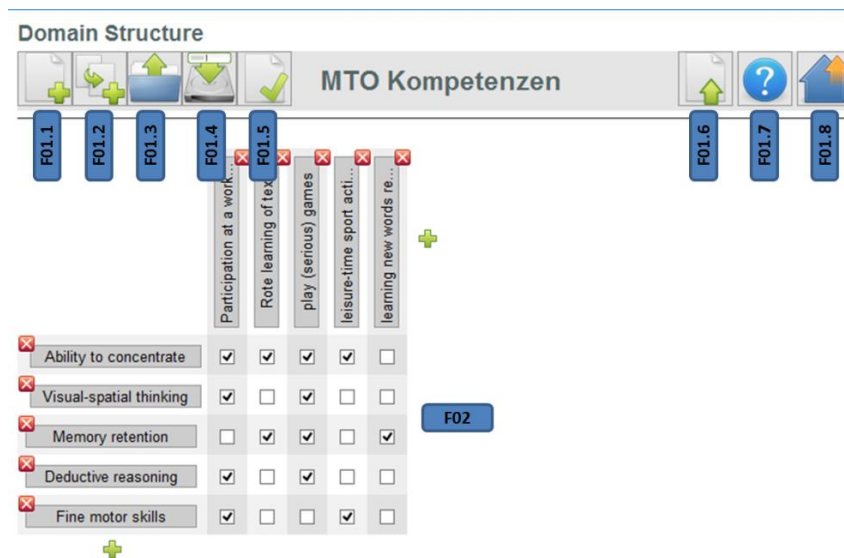 Domain Structure
MTO Kompetenzen
?
F01.1
F01.2
F01.3
F01.4
F01.5
F01.6
F01.7
F01.8
Participation at a work...
Rote learning of tex
play (serious) games
leisure-time sport acti...
learning new words re...
Ability to concentrate
Visual-spatial thinking
Memory retention
Deductive reasoning
Fine motor skills
F02